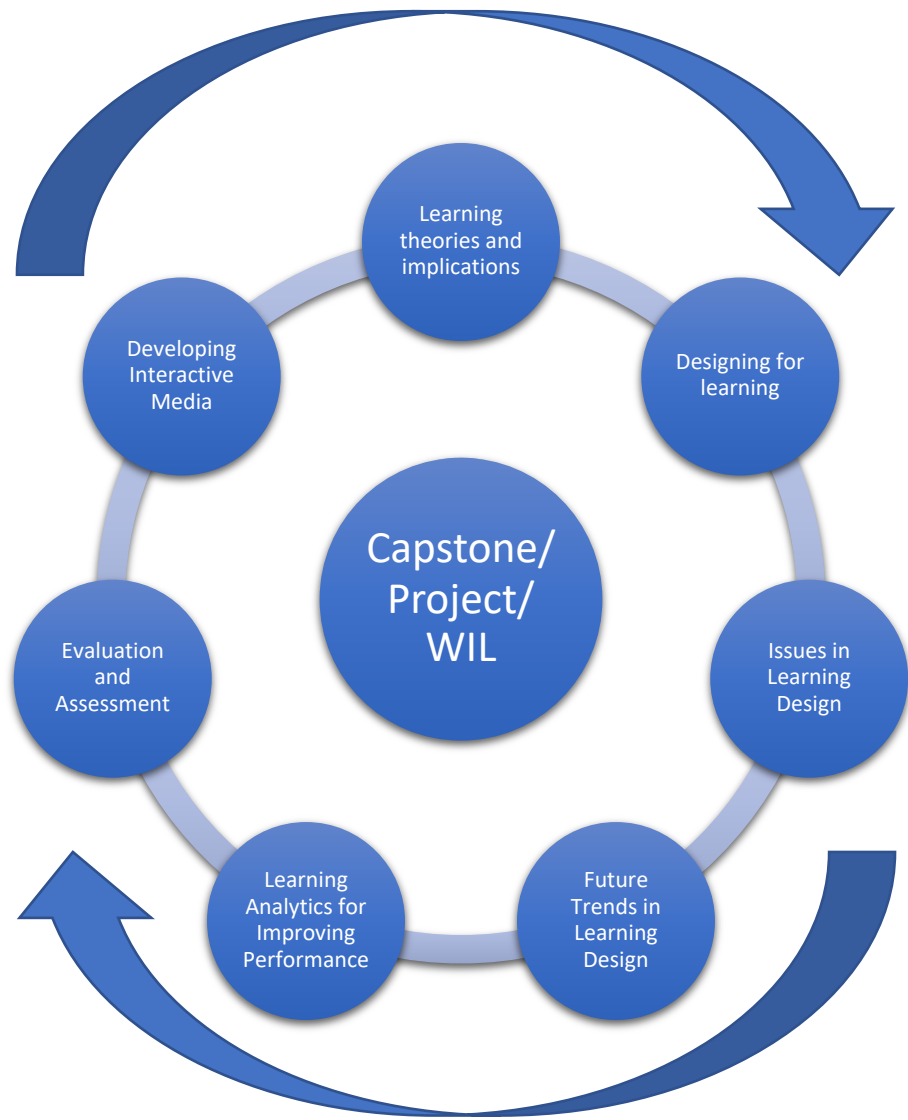 Learning
theories and
implications
Designing for
learning
Issues in
Learning
Design
Future
Trends in
Learning
Design
Learning
Analytics for
Improving
Performance
Evaluation
and
Assessment
Developing
Interactive
Media
Capstone/
Project/
WIL